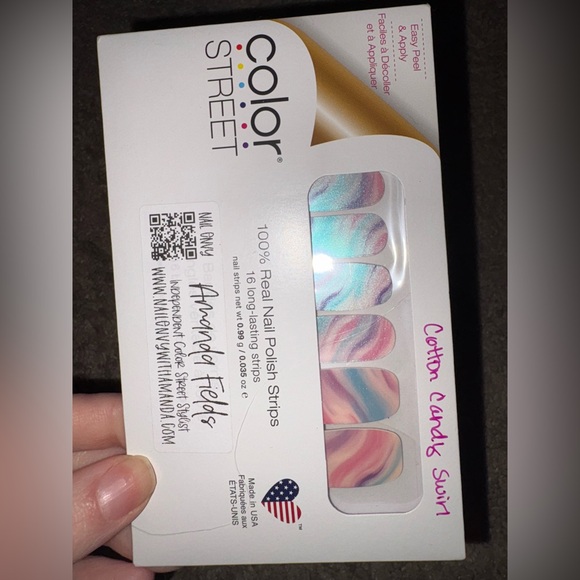 Easy Peel
& Apply
Faciles à Décoller
et à Appliquer
color®
STREET
Cotton Candy Swirl
100% Real Nail Polish Strips
16 long-lasting strips
nail strips net wt 0.99 g / 0.035 oz e
NAIL ENVY
Amanda Fields
INDEPENDENT COLOR STREET STYLIST
WWW.NAILENVYWITHAMANDA.COM
Made in USA
Fabriquées aux
ÉTATS-UNIS
™